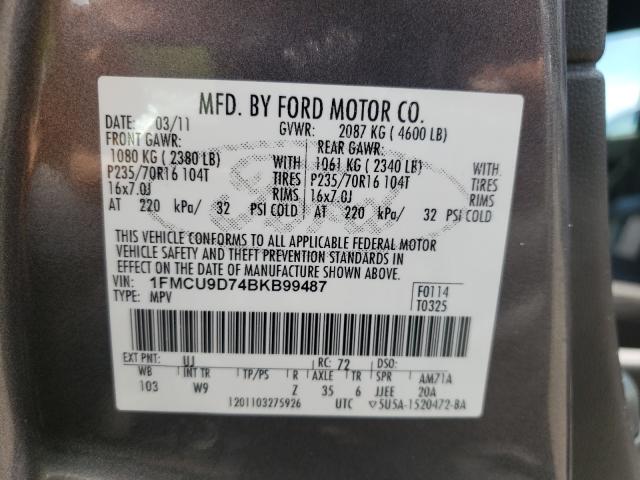 MFD. BY FORD MOTOR CO.
DATE: 03/11 GVWR: 2087 KG ( 4600 LB)
FRONT GAWR: REAR GAWR:
1080 KG ( 2380 LB) WITH 1061 KG ( 2340 LB) WITH
P235/70R16 104T TIRES P235/70R16 104T TIRES
16x7.0J RIMS 16x7.0J RIMS
AT 220 kPa/ 32 PSI COLD AT 220 kPa/ 32 PSI COLD
THIS VEHICLE CONFORMS TO ALL APPLICABLE FEDERAL MOTOR
VEHICLE SAFETY AND THEFT PREVENTION STANDARDS IN
EFFECT ON THE DATE OF MANUFACTURE SHOWN ABOVE.
VIN: 1FMCU9D74BKB99487 F0114
TYPE: MPV T0325
EXT PNT: UJ RC: 72 DSO:
WB INT TR TP/PS R AXLE TR SPR AM71A
103 W9 Z 35 6 JJEE 20A
1201103275926 UTC ▽5U5A-1520472-BA